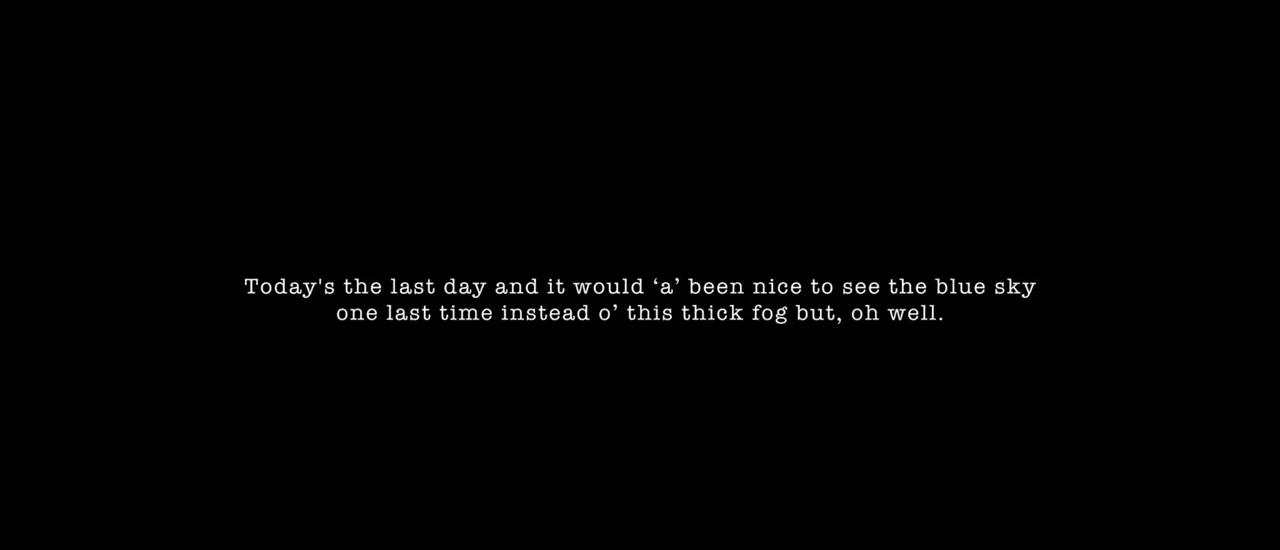 Today's the last day and it would ‘a’ been nice to see the blue sky
one last time instead o’ this thick fog but, oh well.